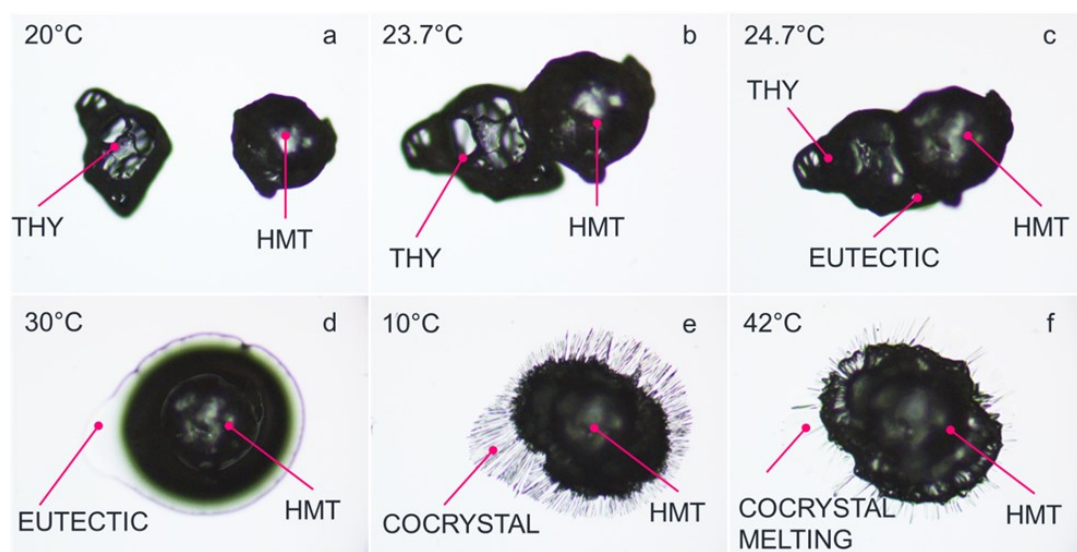 20°C
a
THY
HMT
23.7°C
b
THY
HMT
24.7°C
c
THY
EUTECTIC
HMT
30°C
d
EUTECTIC
HMT
10°C
e
COCRYSTAL
HMT
42°C
f
COCRYSTAL
MELTING
HMT